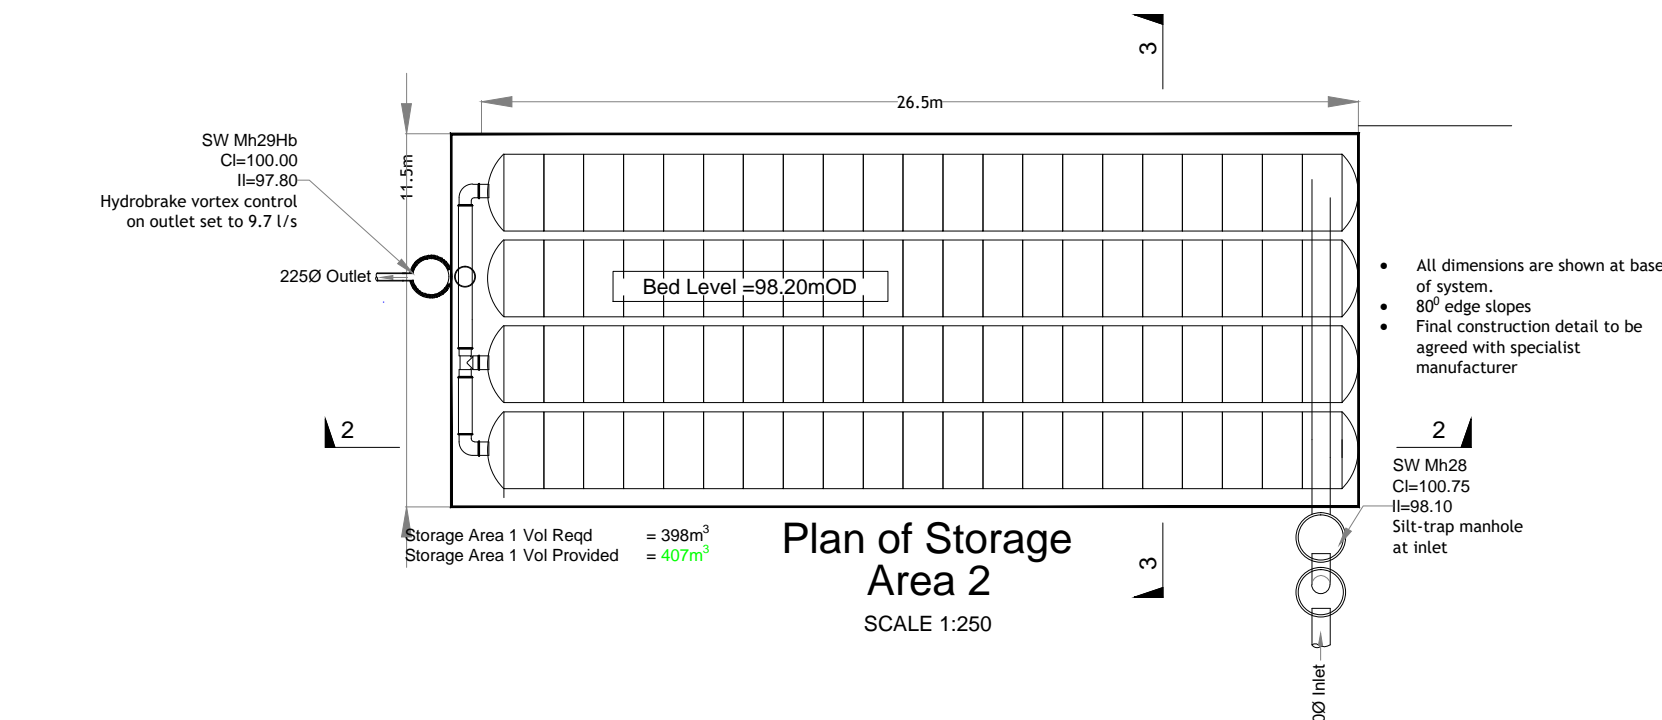 3
26.5m
SW Mh29Hb
Cl=100.00
Il=97.80
Hydrobrake vortex control
on outlet set to 9.7 l/s
11.5m
225Ø Outlet
Bed Level =98.20mOD
• All dimensions are shown at base
of system.
• 80⁰ edge slopes
• Final construction detail to be
agreed with specialist
manufacturer
2
2
SW Mh28
Cl=100.75
Il=98.10
Silt-trap manhole
at inlet
Storage Area 1 Vol Reqd = 398m³
Storage Area 1 Vol Provided = 407m³
Plan of Storage
Area 2
SCALE 1:250
3
Ø Inlet